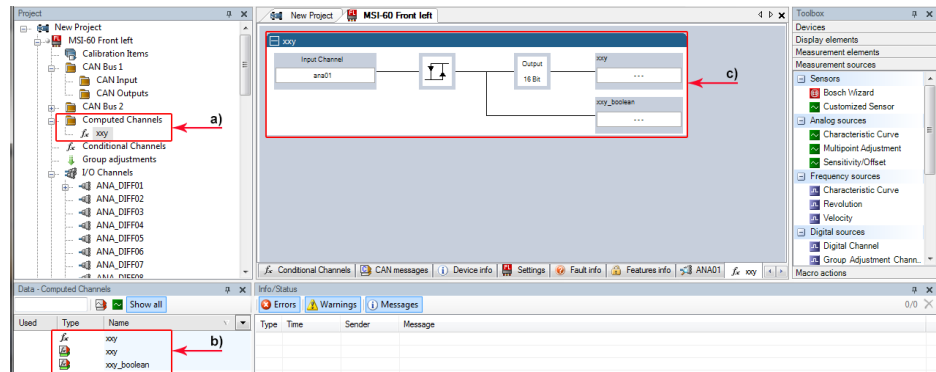 Project
New Project
MSI-60 Front left
Calibration Items
CAN Bus 1
CAN Input
CAN Outputs
CAN Bus 2
Computed Channels
fx xxy
fx Conditional Channels
Group adjustments
I/O Channels
ANA_DIFF01
ANA_DIFF02
ANA_DIFF03
ANA_DIFF04
ANA_DIFF05
ANA_DIFF06
ANA_DIFF07
ANA_DIFF08
a)
New Project MSI-60 Front left
xxy
Input Channel
ana01
Output
16 Bit
xxy
---
xxy_boolean
---
c)
fx Conditional Channels CAN messages Device info Settings Fault info Features info ANA01 fx xxy
Toolbox
Devices
Display elements
Measurement elements
Measurement sources
Sensors
Bosch Wizard
Customized Sensor
Analog sources
Characteristic Curve
Multipoint Adjustment
Sensitivity/Offset
Frequency sources
Characteristic Curve
Revolution
Velocity
Digital sources
Digital Channel
Group Adjustment Chann..
Macro actions
Data - Computed Channels
Show all
Used Type Name
fx xxy
xxy
xxy_boolean
b)
Info/Status
Errors Warnings Messages 0/0
Type Time Sender Message